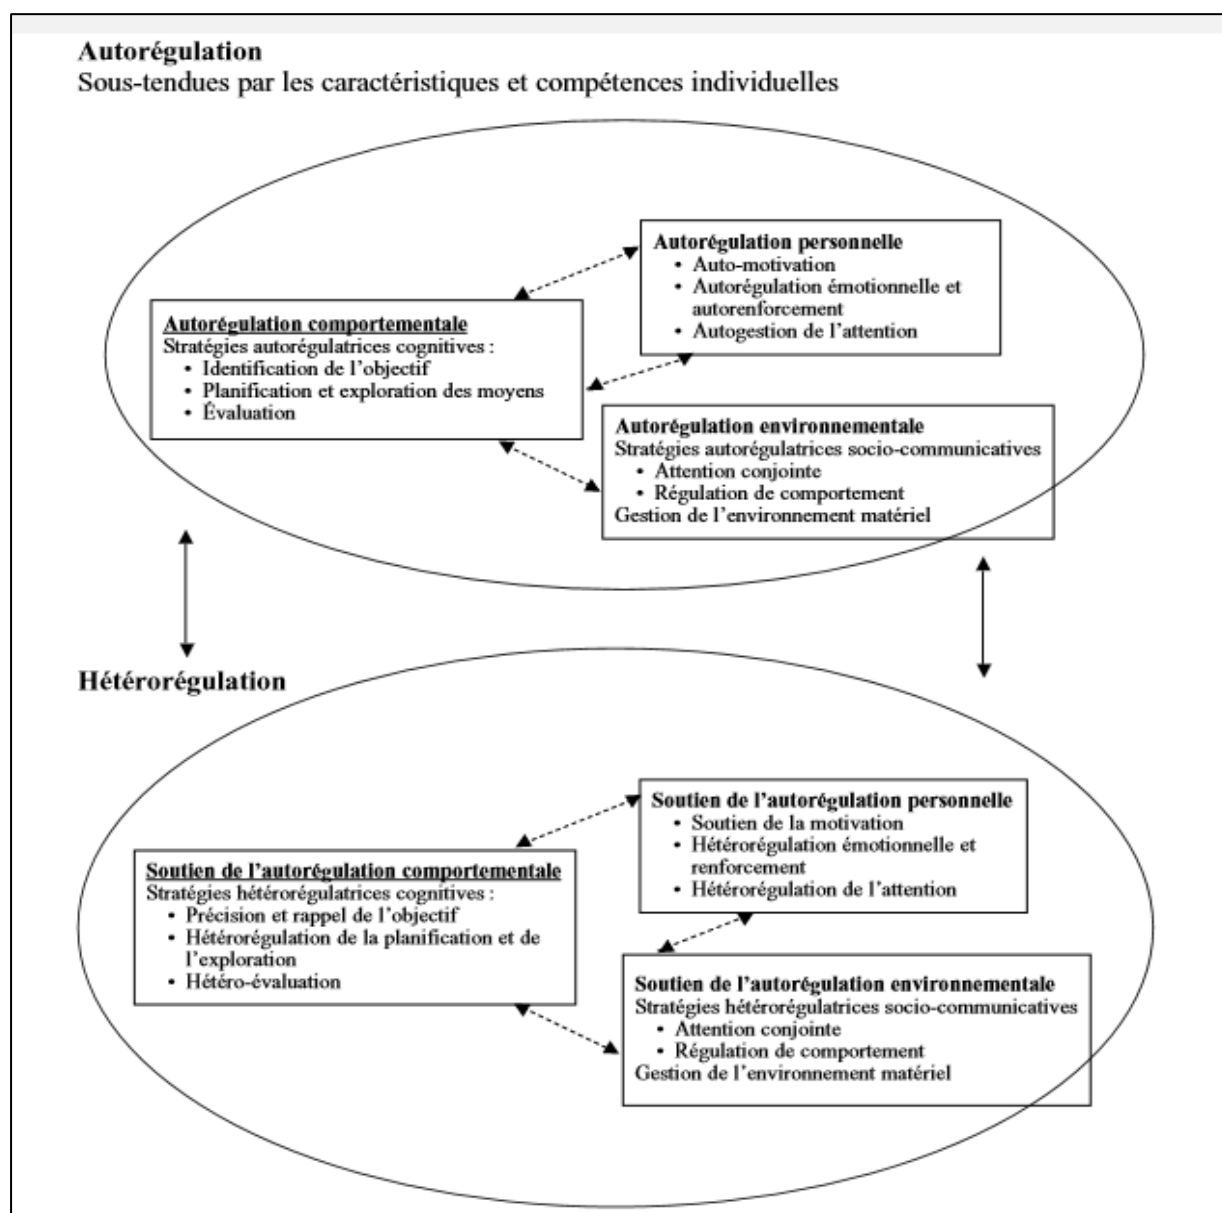 Autorégulation
Sous-tendues par les caractéristiques et compétences individuelles
Autorégulation personnelle
• Auto-motivation
• Autorégulation émotionnelle et
autorenforcement
• Autogestion de l'attention
Autorégulation comportementale
Stratégies autorégulatrices cognitives :
• Identification de l'objectif
• Planification et exploration des moyens
• Évaluation
Autorégulation environnementale
Stratégies autorégulatrices socio-communicatives
• Attention conjointe
• Régulation de comportement
Gestion de l'environnement matériel
Hétérorégulation
Soutien de l'autorégulation personnelle
• Soutien de la motivation
• Hétérorégulation émotionnelle et
renforcement
• Hétérorégulation de l'attention
Soutien de l'autorégulation comportementale
Stratégies hétérorégulatrices cognitives :
• Précision et rappel de l'objectif
• Hétérorégulation de la planification et de
l'exploration
• Hétéro-évaluation
Soutien de l'autorégulation environnementale
Stratégies hétérorégulatrices socio-communicatives
• Attention conjointe
• Régulation de comportement
Gestion de l'environnement matériel